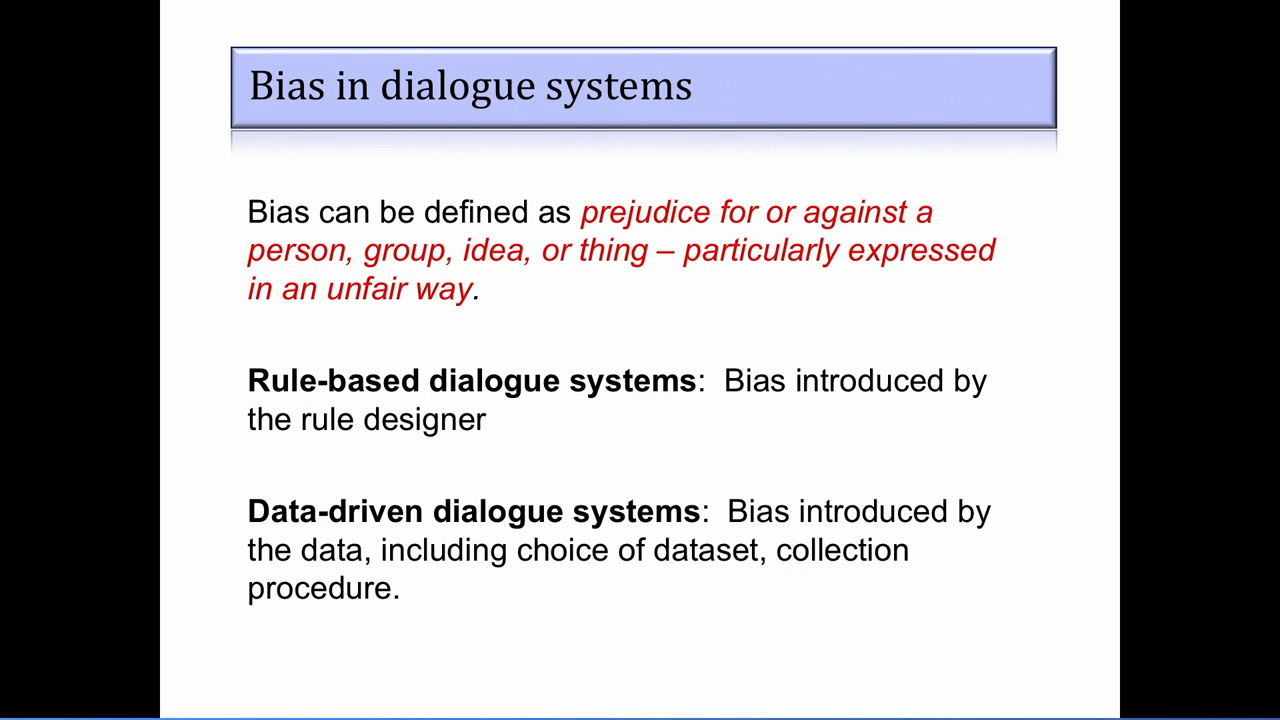 Bias in dialogue systems
Bias can be defined as prejudice for or against a
person, group, idea, or thing – particularly expressed
in an unfair way.
Rule-based dialogue systems:  Bias introduced by
the rule designer
Data-driven dialogue systems:  Bias introduced by
the data, including choice of dataset, collection
procedure.